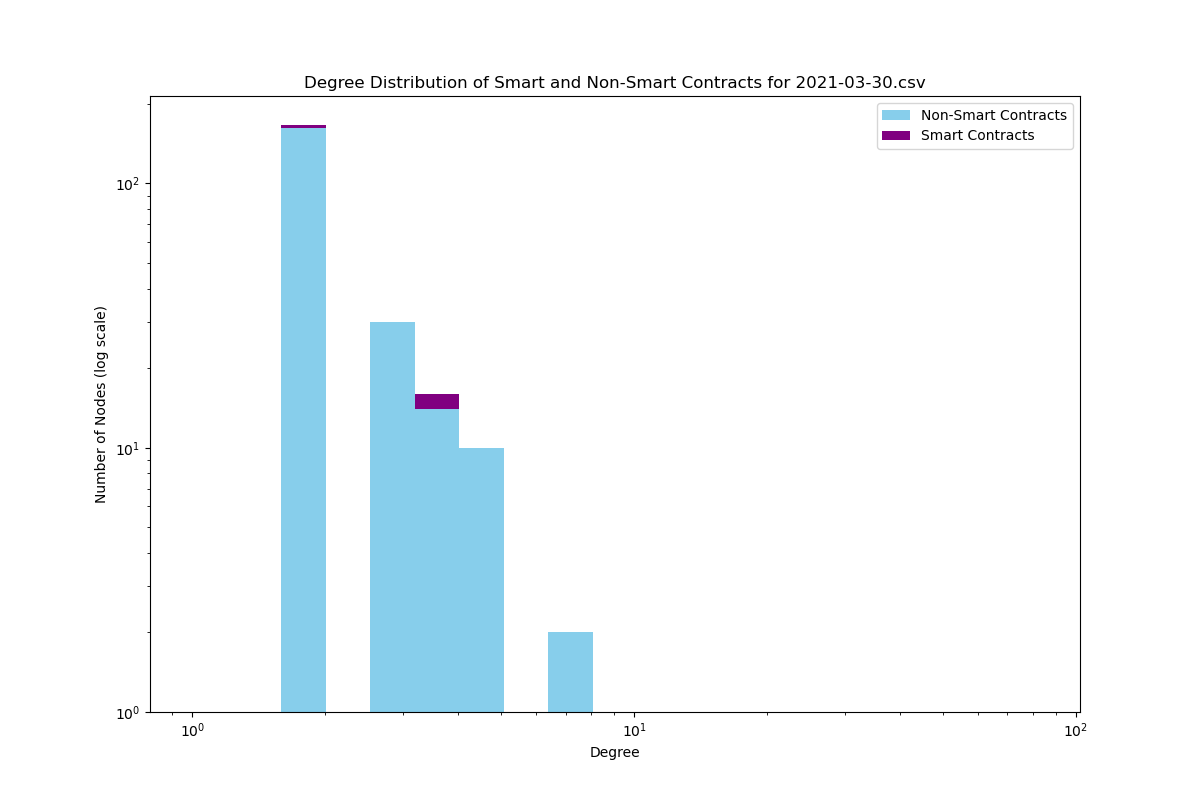 Degree Distribution of Smart and Non-Smart Contracts for 2021-03-30.csv
Non-Smart Contracts
Smart Contracts
10²
10¹
10⁰
Number of Nodes (log scale)
10⁰ 10¹ 10²
Degree